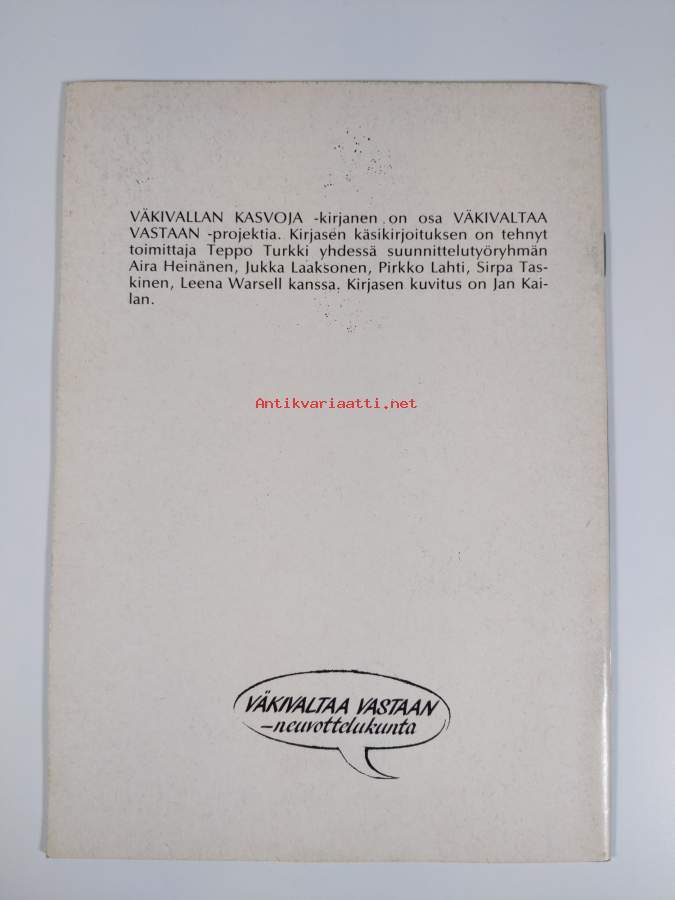 VÄKIVALLAN KASVOJA -kirjanen on osa VÄKIVALTAA
VASTAAN -projektia. Kirjasen käsikirjoituksen on tehnyt
toimittaja Teppo Turkki yhdessä suunnittelutyöryhmän
Aira Heinänen, Jukka Laaksonen, Pirkko Lahti, Sirpa Tas-
kinen, Leena Warsell kanssa. Kirjasen kuvitus on Jan Kai-
lan.
Antikvariaatti.net
VÄKIVALTAA VASTAAN
-neuvottelukunta